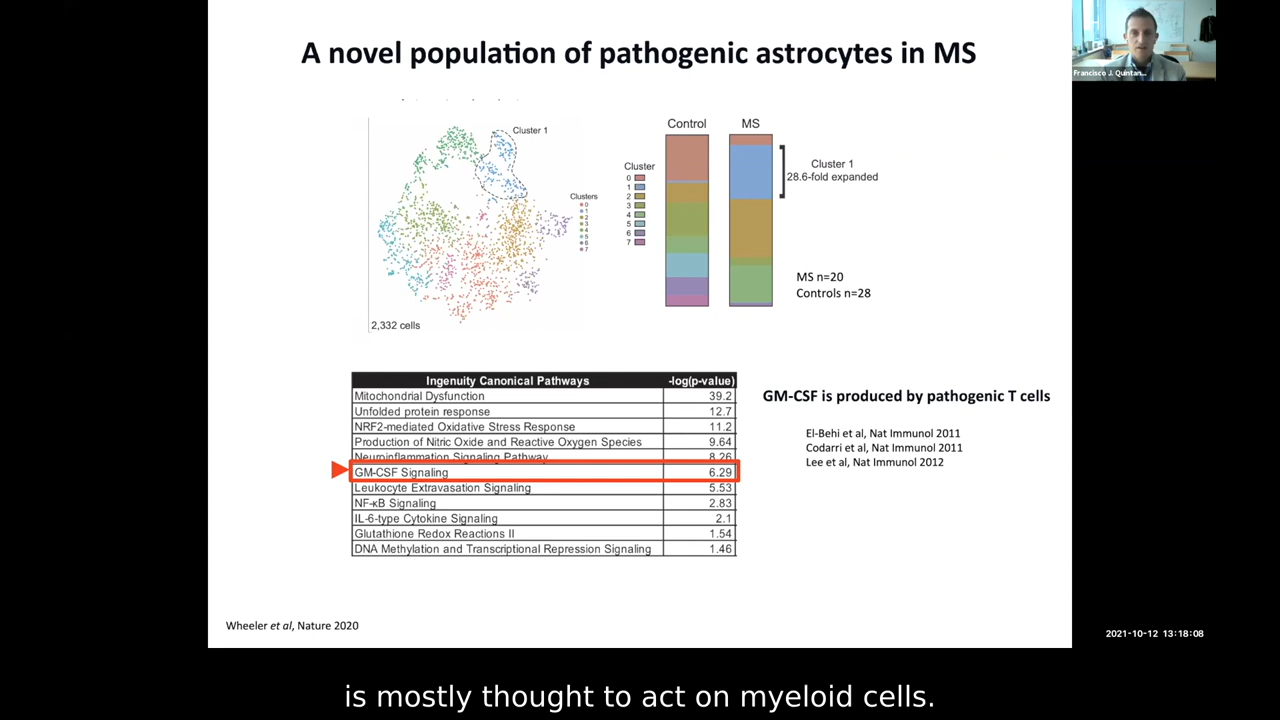 A novel population of pathogenic astrocytes in MS
Francisco J. Quintan...
Cluster 1
Clusters
0
1
2
3
4
5
6
7
2,332 cells
Control
MS
Cluster
0
1
2
3
4
5
6
7
Cluster 1
28.6-fold expanded
MS n=20
Controls n=28
Ingenuity Canonical Pathways -log(p-value)
Mitochondrial Dysfunction 39.2
Unfolded protein response 12.7
NRF2-mediated Oxidative Stress Response 11.2
Production of Nitric Oxide and Reactive Oxygen Species 9.64
Neuroinflammation Signaling Pathway 8.26
GM-CSF Signaling 6.29
Leukocyte Extravasation Signaling 5.53
NF-κB Signaling 2.83
IL-6-type Cytokine Signaling 2.1
Glutathione Redox Reactions II 1.54
DNA Methylation and Transcriptional Repression Signaling 1.46
GM-CSF is produced by pathogenic T cells
El-Behi et al, Nat Immunol 2011
Codarri et al, Nat Immunol 2011
Lee et al, Nat Immunol 2012
Wheeler et al, Nature 2020
2021-10-12 13:18:08
is mostly thought to act on myeloid cells.